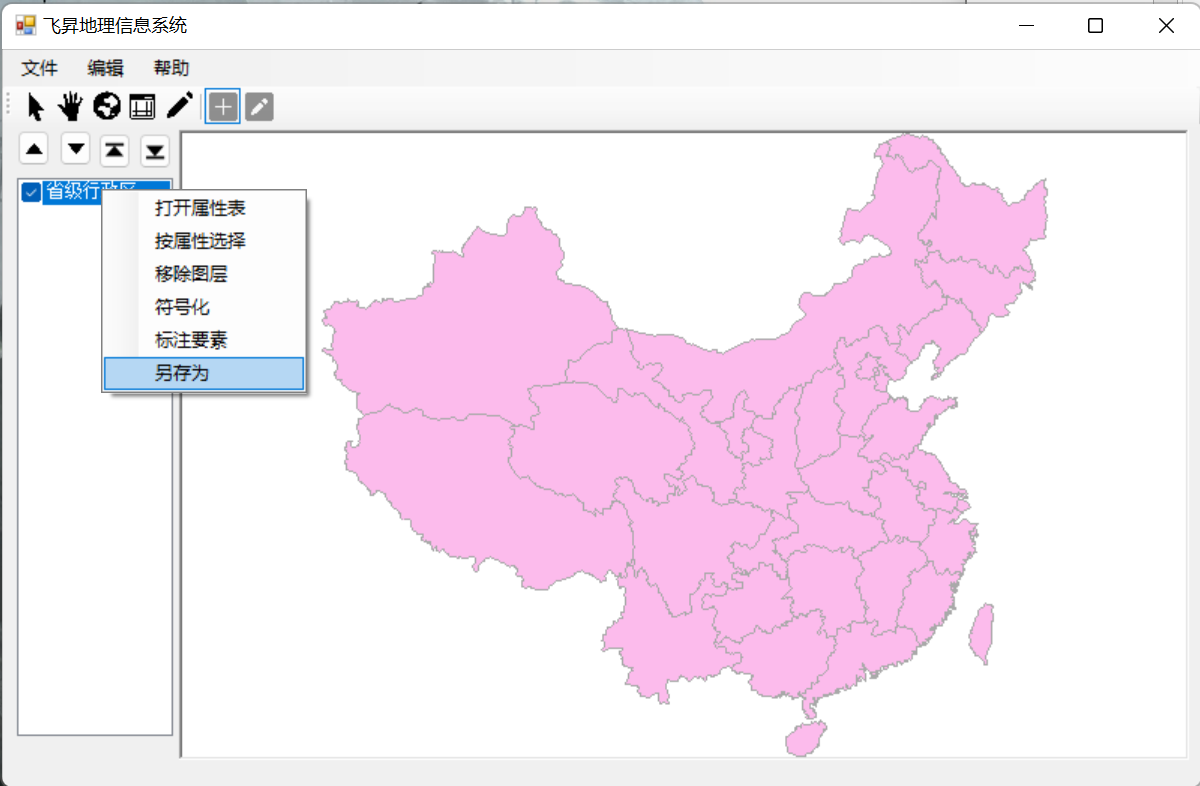 飞昇地理信息系统
文件 编辑 帮助
省级行政区
打开属性表
按属性选择
移除图层
符号化
标注要素
另存为